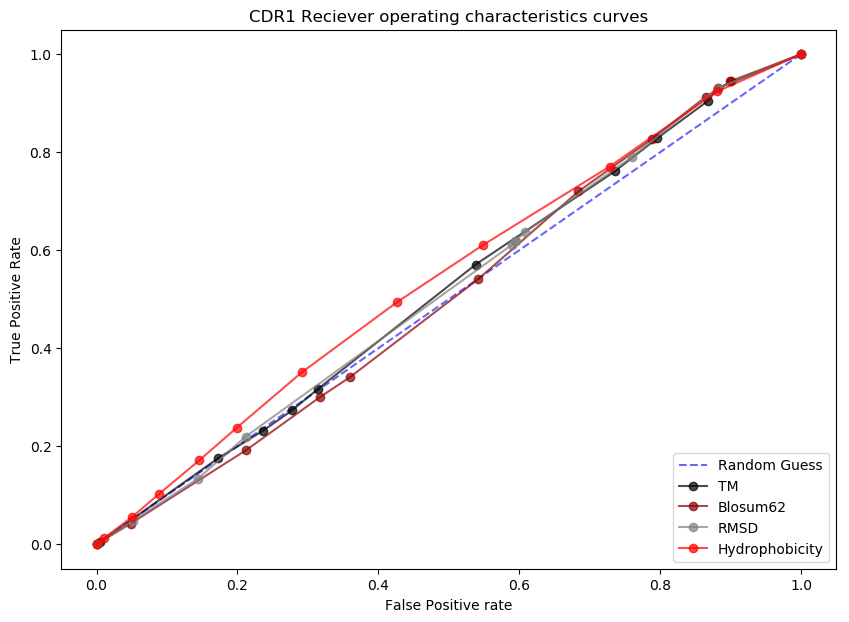 CDR1 Reciever operating characteristics curves
1.0
0.8
0.6
0.4
0.2
0.0
True Positive Rate
0.0 0.2 0.4 0.6 0.8 1.0
False Positive rate
Random Guess
TM
Blosum62
RMSD
Hydrophobicity